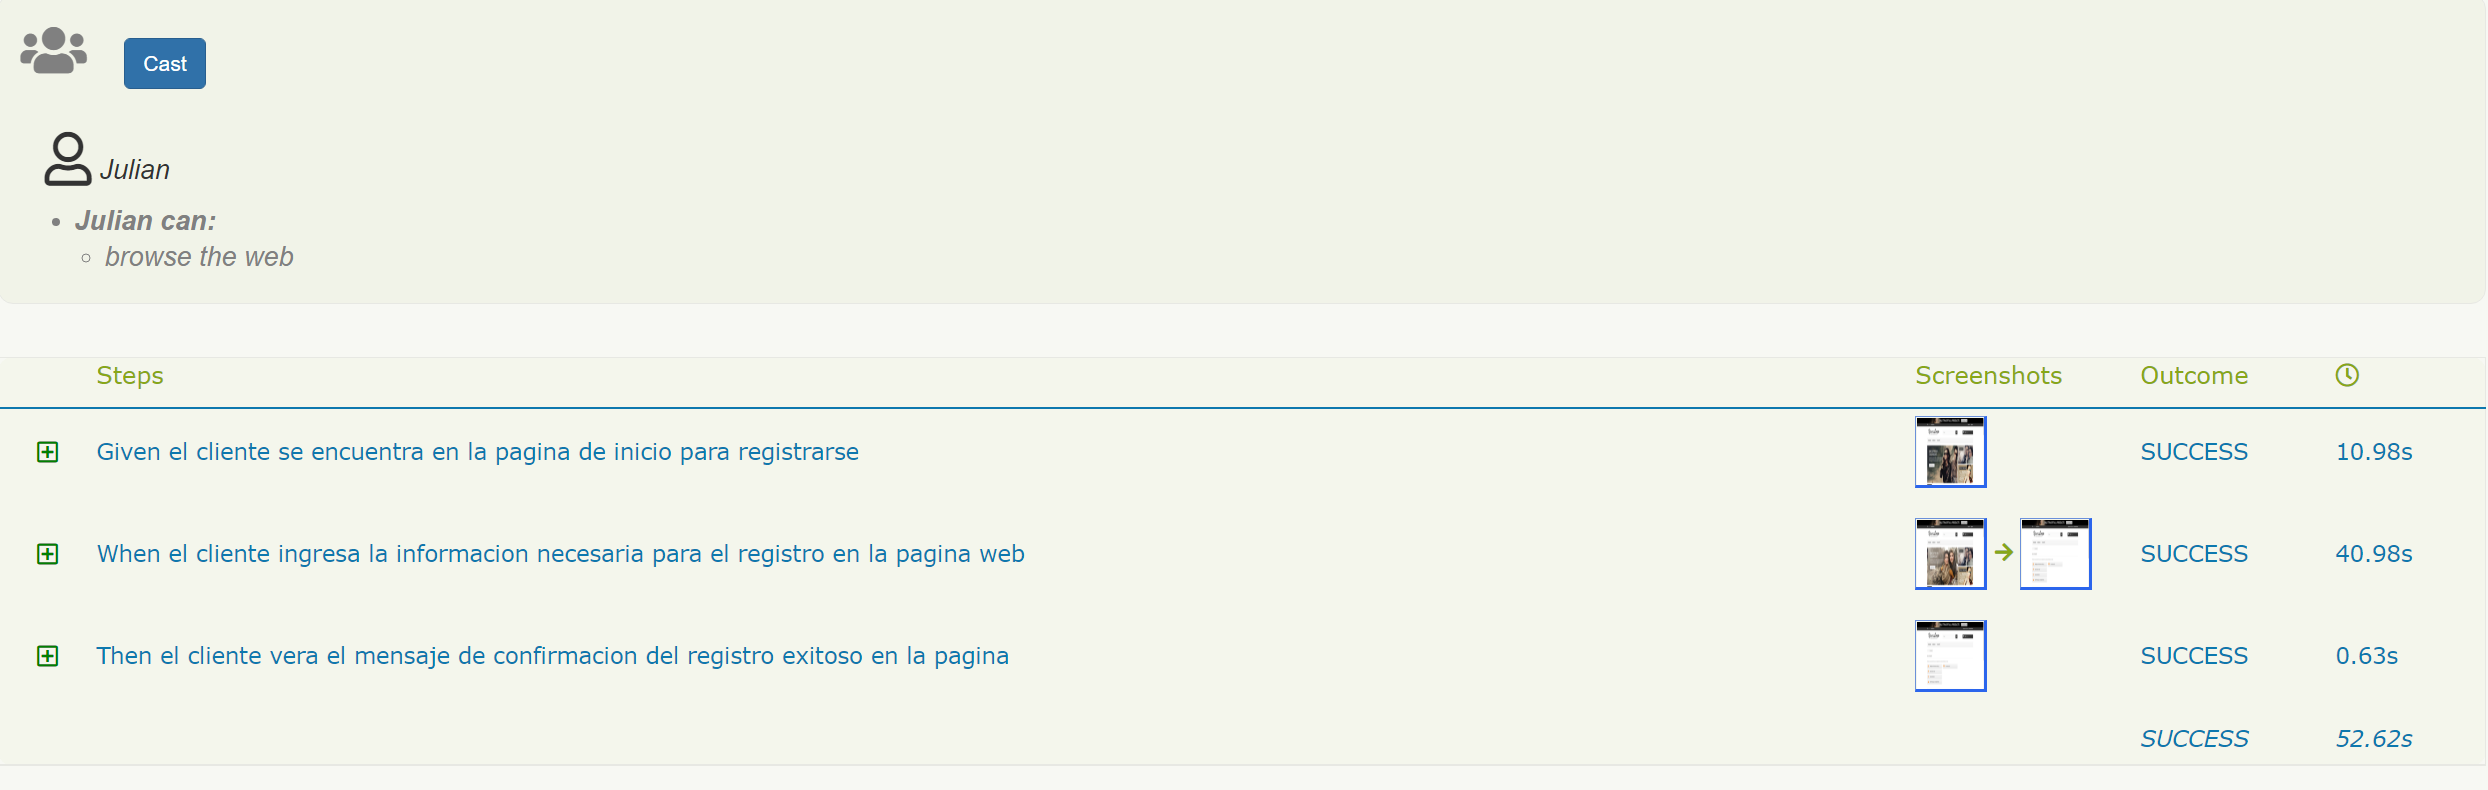 Cast
Julian
Julian can:
browse the web
Steps Screenshots Outcome
Given el cliente se encuentra en la pagina de inicio para registrarse SUCCESS 10.98s
When el cliente ingresa la informacion necesaria para el registro en la pagina web SUCCESS 40.98s
Then el cliente vera el mensaje de confirmacion del registro exitoso en la pagina SUCCESS 0.63s
SUCCESS 52.62s